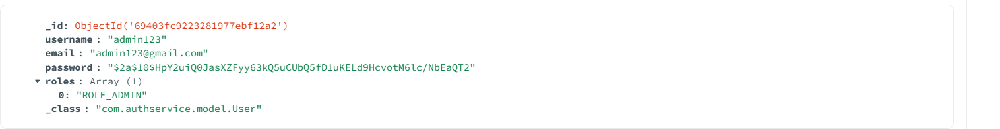 _id: ObjectId('69403fc9223281977ebf12a2')
username : "admin123"
email : "admin123@gmail.com"
password : "$2a$10$HpY2uiQ0JasXZFyy63kQ5uCUbQ5fD1uKELd9HcvotM6lc/NbEaQT2"
roles : Array (1)
0: "ROLE_ADMIN"
_class : "com.authservice.model.User"